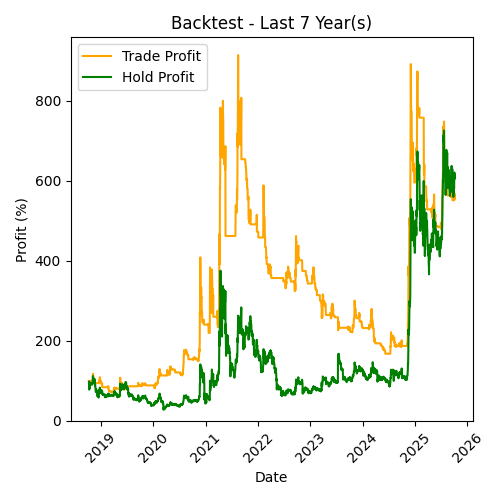 Backtest - Last 7 Year(s)
Trade Profit
Hold Profit
Profit (%)
800
600
400
200
0
2019 2020 2021 2022 2023 2024 2025 2026
Date